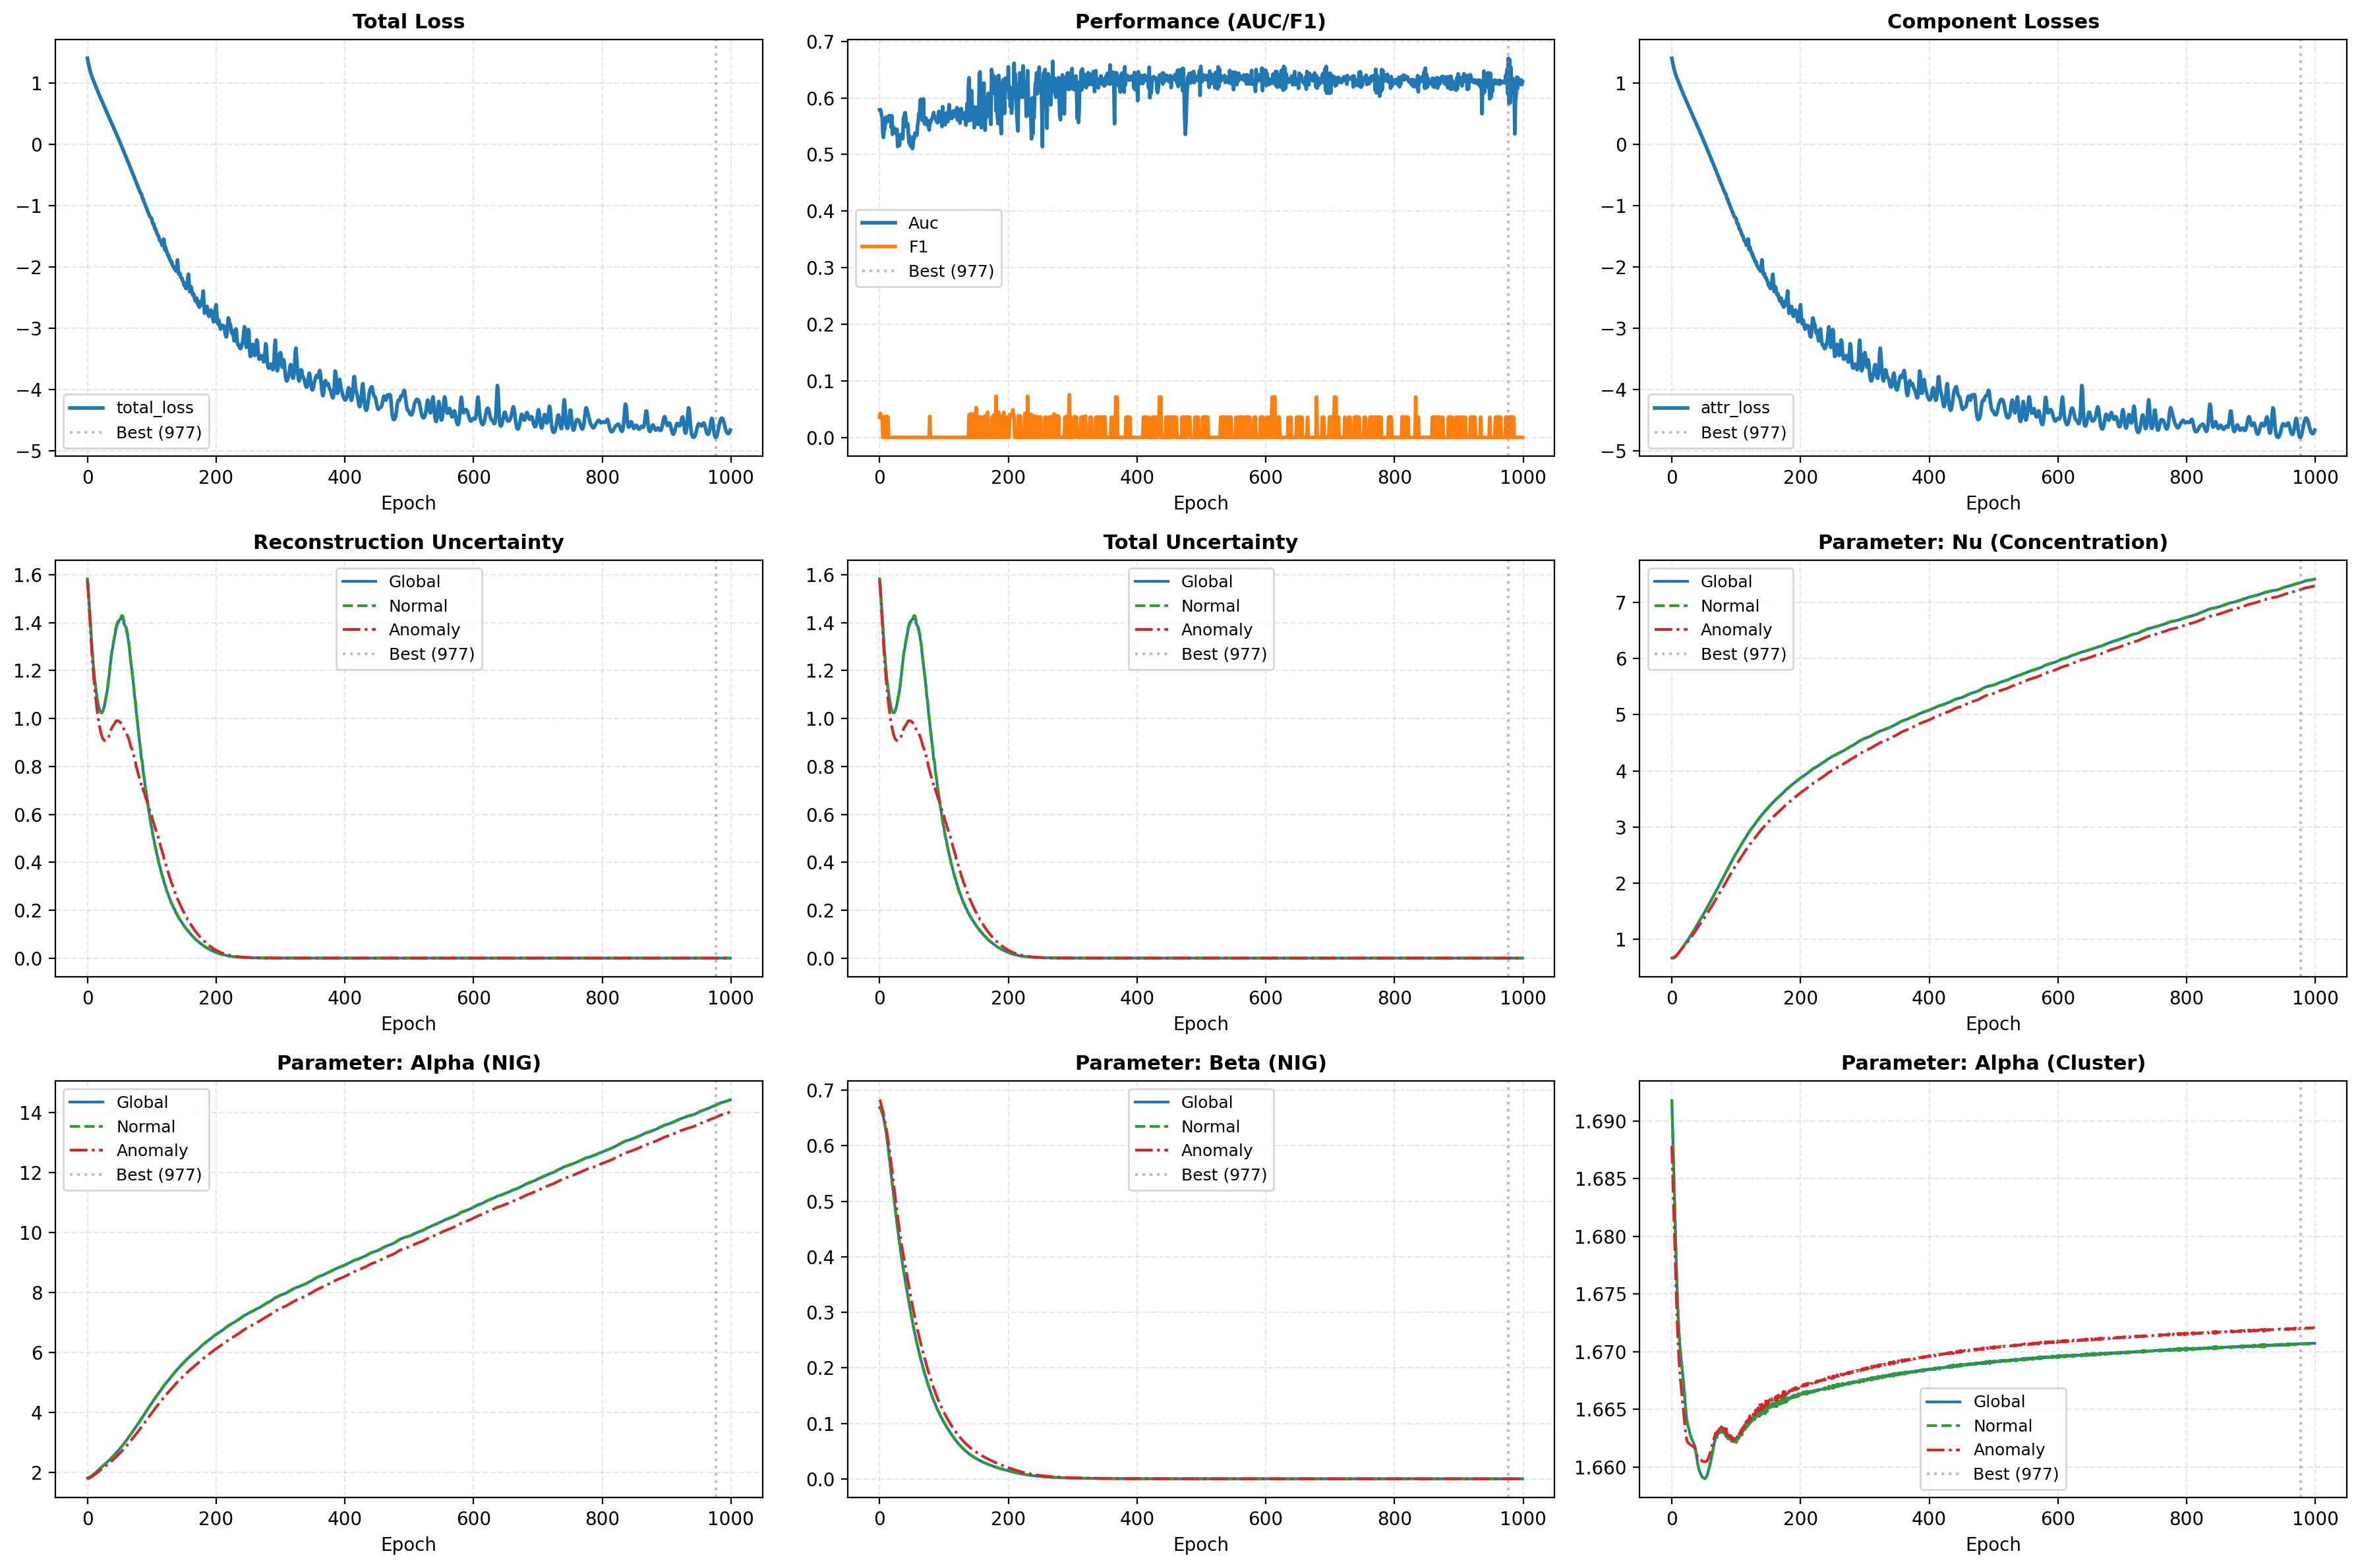 Total Loss
1
0
−1
−2
−3
−4
−5
total_loss
Best (977)
0 200 400 600 800 1000
Epoch
Performance (AUC/F1)
0.7
0.6
0.5
0.4
0.3
0.2
0.1
0.0
Auc
F1
Best (977)
0 200 400 600 800 1000
Epoch
Component Losses
1
0
−1
−2
−3
−4
−5
attr_loss
Best (977)
0 200 400 600 800 1000
Epoch
Reconstruction Uncertainty
1.6
1.4
1.2
1.0
0.8
0.6
0.4
0.2
0.0
Global
Normal
Anomaly
Best (977)
0 200 400 600 800 1000
Epoch
Total Uncertainty
1.6
1.4
1.2
1.0
0.8
0.6
0.4
0.2
0.0
Global
Normal
Anomaly
Best (977)
0 200 400 600 800 1000
Epoch
Parameter: Nu (Concentration)
7
6
5
4
3
2
1
Global
Normal
Anomaly
Best (977)
0 200 400 600 800 1000
Epoch
Parameter: Alpha (NIG)
14
12
10
8
6
4
2
Global
Normal
Anomaly
Best (977)
0 200 400 600 800 1000
Epoch
Parameter: Beta (NIG)
0.7
0.6
0.5
0.4
0.3
0.2
0.1
0.0
Global
Normal
Anomaly
Best (977)
0 200 400 600 800 1000
Epoch
Parameter: Alpha (Cluster)
1.690
1.685
1.680
1.675
1.670
1.665
1.660
Global
Normal
Anomaly
Best (977)
0 200 400 600 800 1000
Epoch